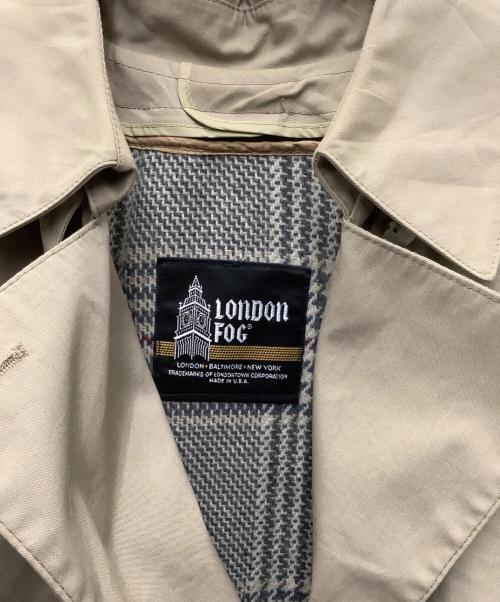 LONDON
FOG®
LONDON • BALTIMORE • NEW YORK
TRADEMARKS OF LONDONTOWN CORPORATION
MADE IN U.S.A.